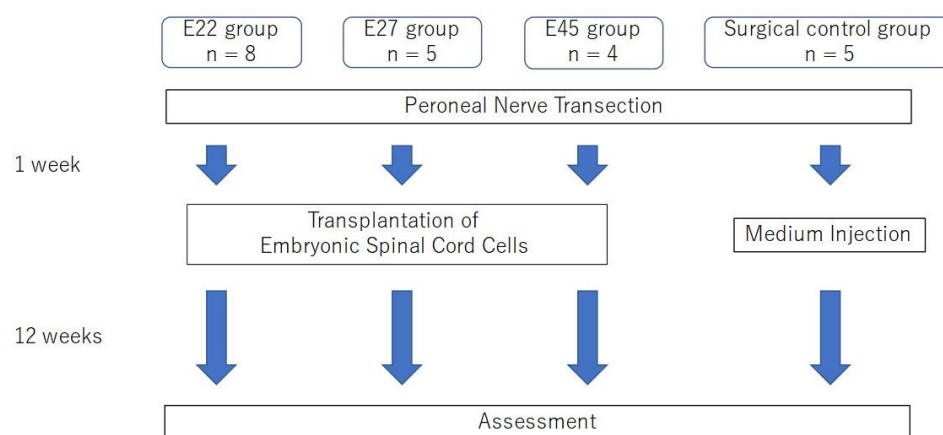 E22 group
n = 8
E27 group
n = 5
E45 group
n = 4
Surgical control group
n = 5
Peroneal Nerve Transection
1 week
Transplantation of
Embryonic Spinal Cord Cells
Medium Injection
12 weeks
Assessment